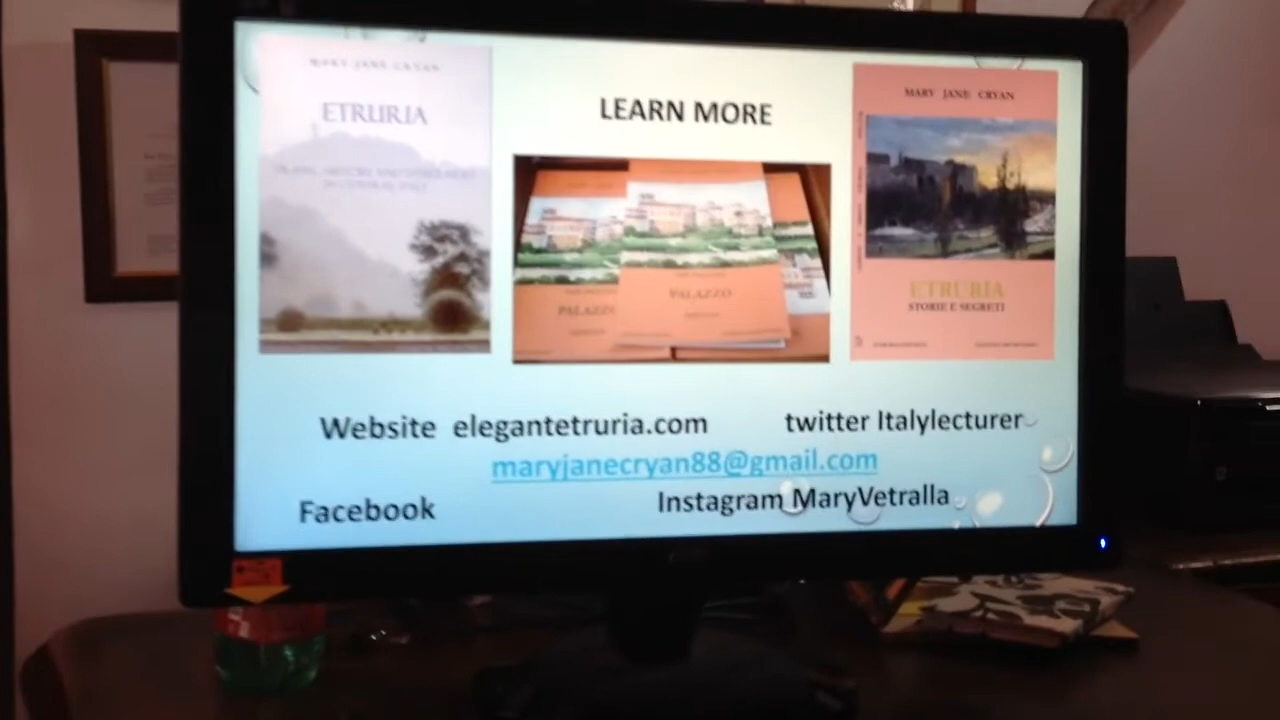 MARY JANE CRYAN
ETRURIA
LEARN MORE
PALAZZO
PALAZZO
MARY JANE CRYAN
ETRURIA
STORIE E SEGRETI
Website elegantetruria.com
twitter Italylecturer
maryjanecryan88@gmail.com
Facebook
Instagram MaryVetralla